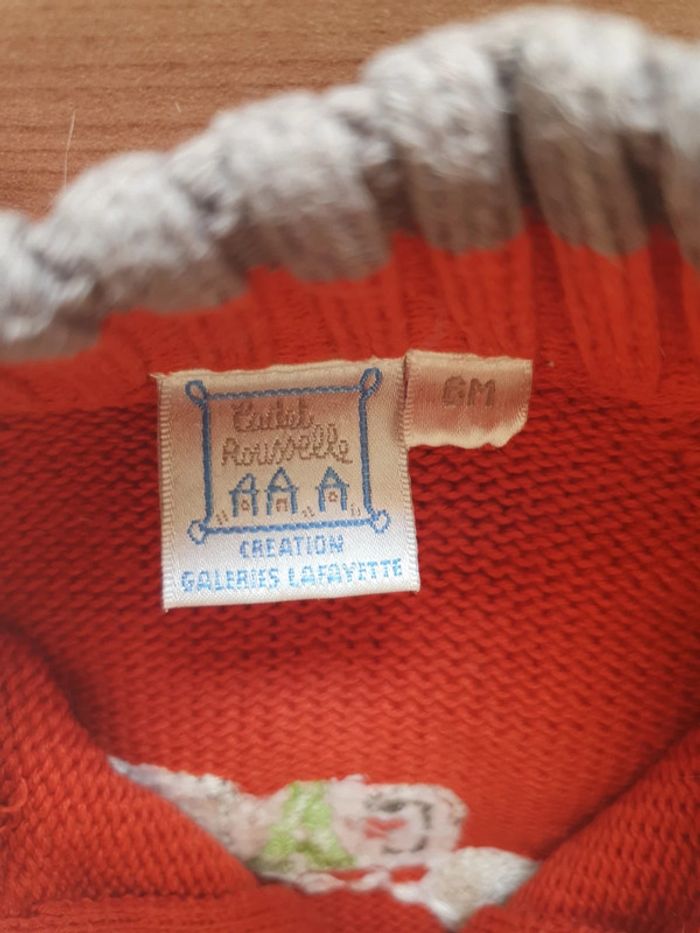 Cadet
Rousselle
CREATION
GALERIES LAFAYETTE
6M